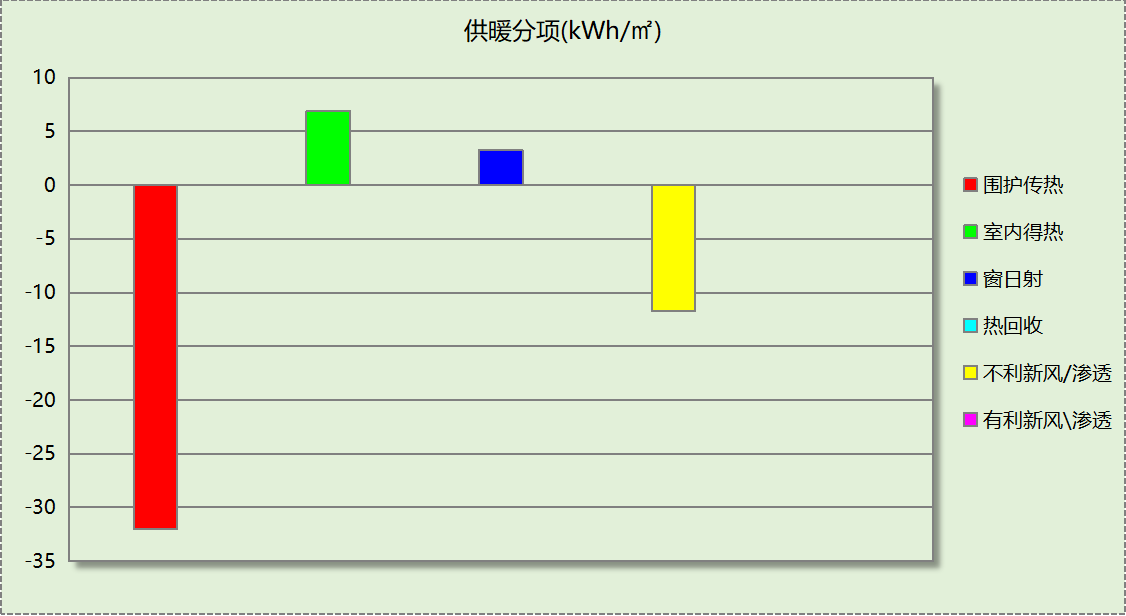 供暖分项(kWh/㎡)
10
5
0
-5
-10
-15
-20
-25
-30
-35
围护传热
室内得热
窗日射
热回收
不利新风/渗透
有利新风\渗透